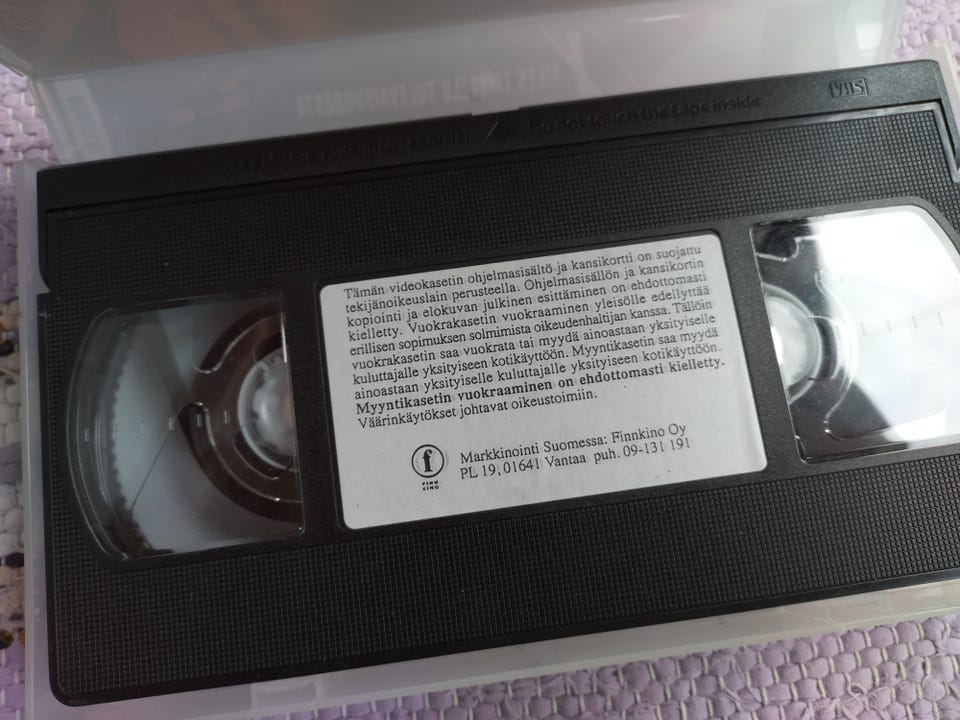 VHS
Do not touch the tape inside
Tämän videokasetin ohjelmasisältö ja kansikortti on suojattu
tekijänoikeuslain perusteella. Ohjelmasisällön ja kansikortin
kopiointi ja elokuvan julkinen esittäminen on ehdottomasti
kielletty. Vuokrakasetin vuokraaminen yleisölle edellyttää
erillisen sopimuksen solmimista oikeudenhaltijan kanssa. Tällöin
vuokrakasetin saa vuokrata tai myydä ainoastaan yksityiselle
kuluttajalle yksityiseen kotikäyttöön. Myyntikasetin saa myydä
ainoastaan yksityiselle kuluttajalle yksityiseen kotikäyttöön.
Myyntikasetin vuokraaminen on ehdottomasti kielletty.
Väärinkäytökset johtavat oikeustoimiin.
f
FINN
KINO
Markkinointi Suomessa: Finnkino Oy
PL 19, 01641 Vantaa puh. 09-131 191